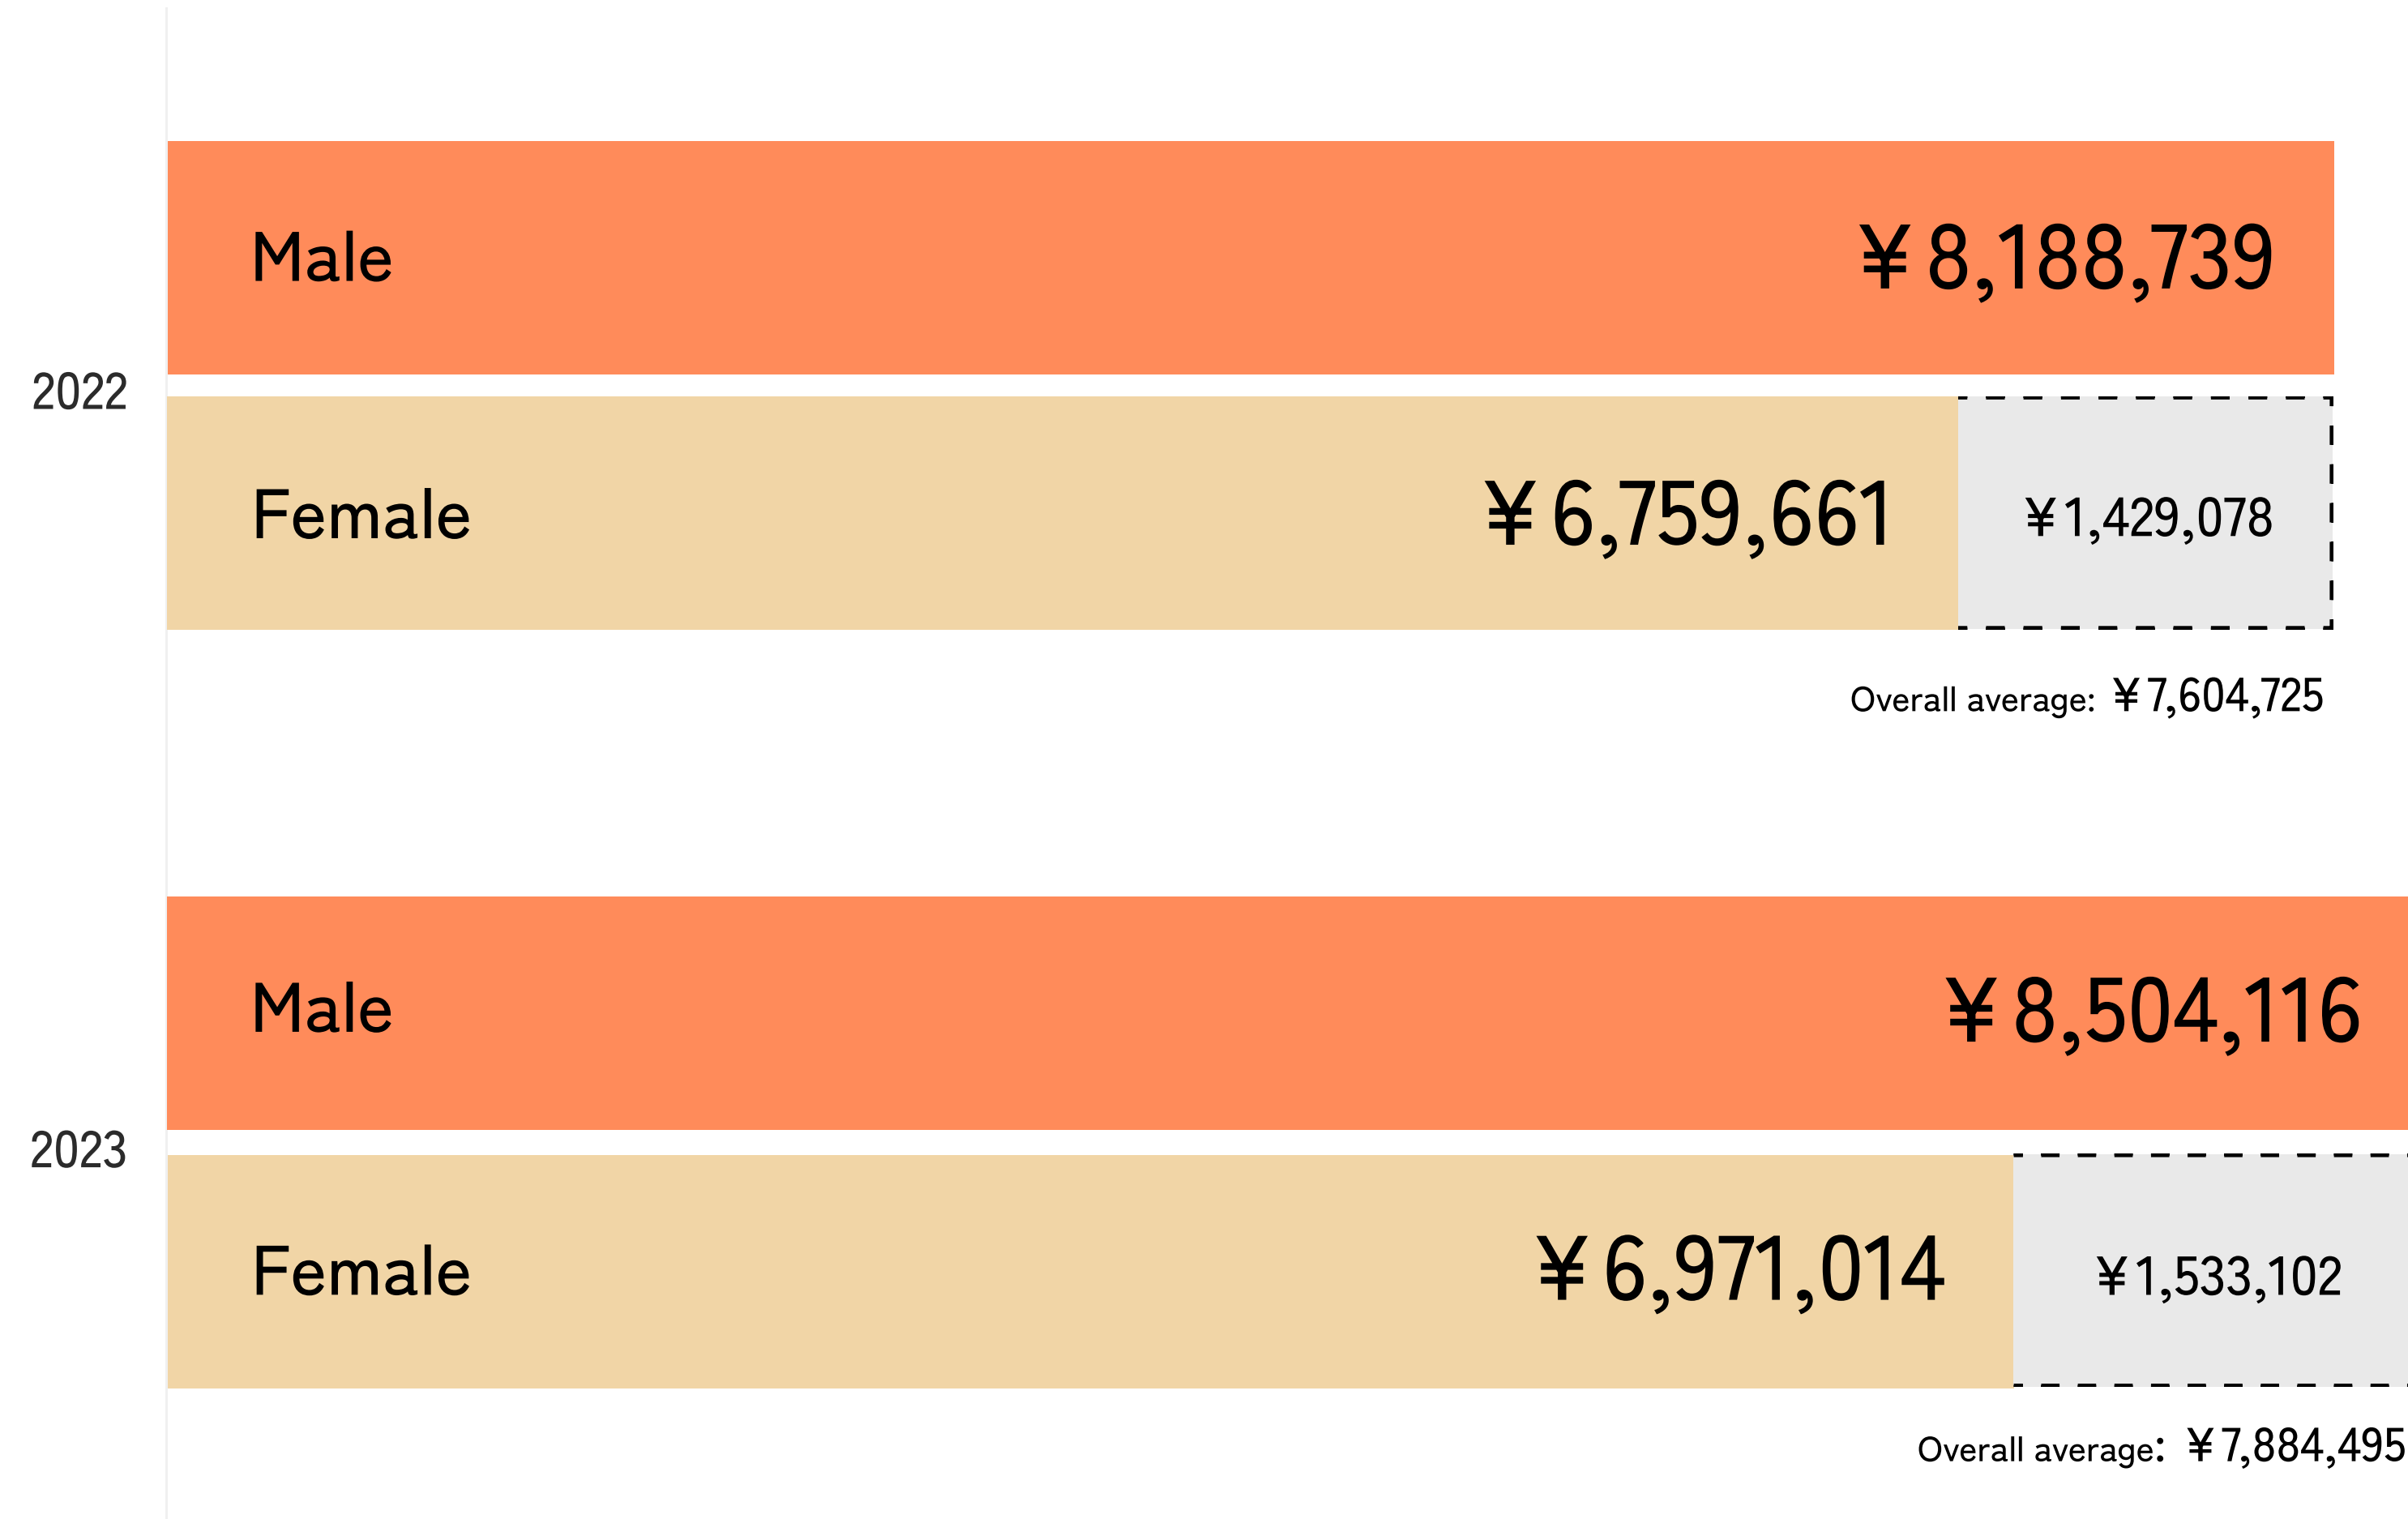 2022
Male ¥ 8,188,739
Female ¥ 6,759,661 ¥ 1,429,078
Overall average: ¥ 7,604,725
2023
Male ¥ 8,504,116
Female ¥ 6,971,014 ¥ 1,533,102
Overall average: ¥ 7,884,495